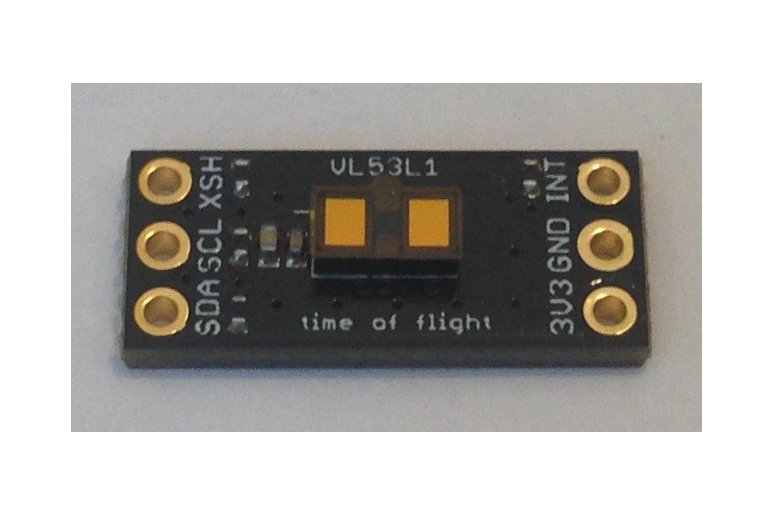 VL53L1
XSH
SCL
SDA
INT
GND
3V3
time of flight